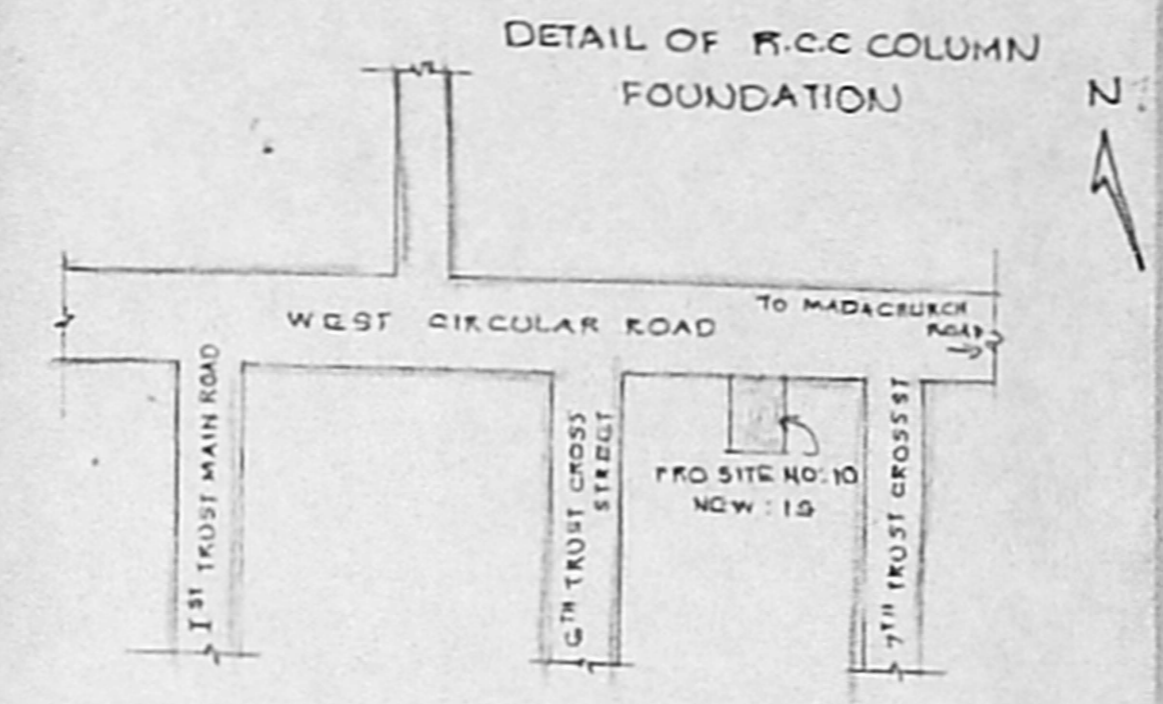 DETAIL OF R.C.C COLUMN
FOUNDATION
N
TO MADACHURCH
ROAD
WEST CIRCULAR ROAD
1ST TRUST MAIN ROAD
6TH TRUST CROSS
STREET
PRO SITE NO: 10
NEW : 19
7TH TRUST CROSS ST